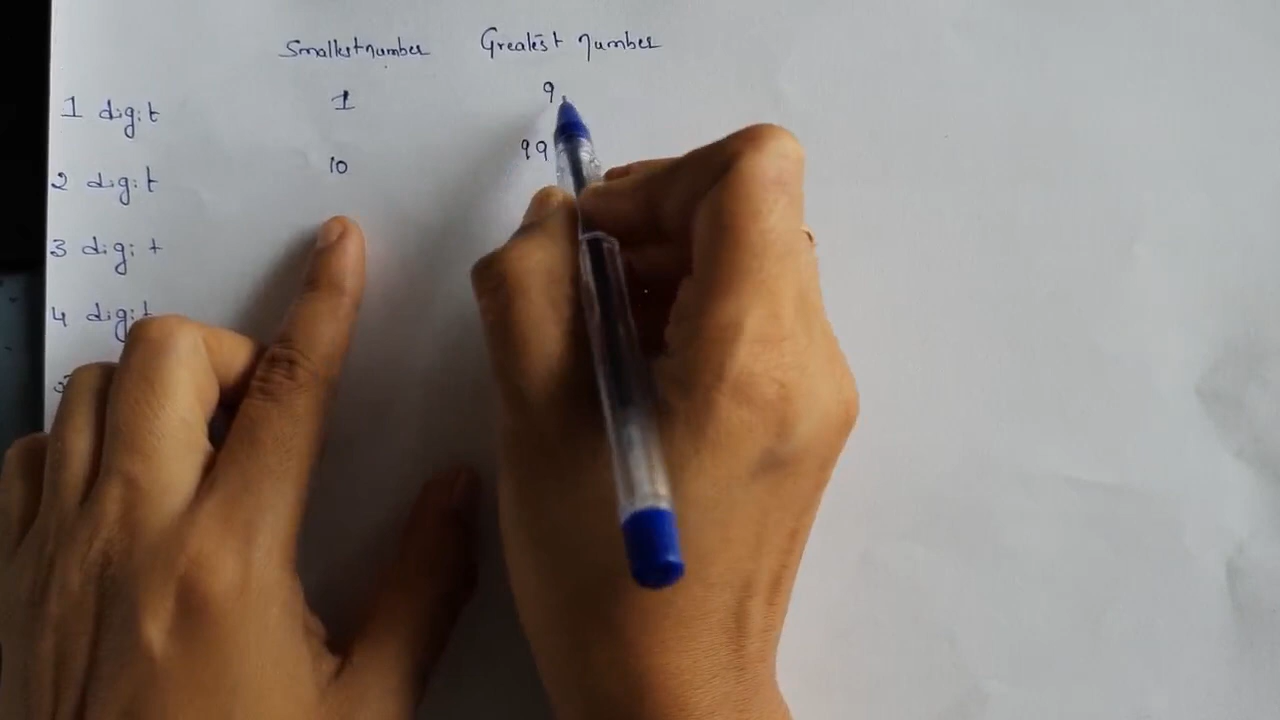 Smallest number Greatest number
1 digit 1 9
2 digit 10 99
3 digit
4 digit